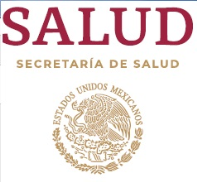 SALUD
SECRETARÍA DE SALUD
ESTADOS UNIDOS MEXICANOS